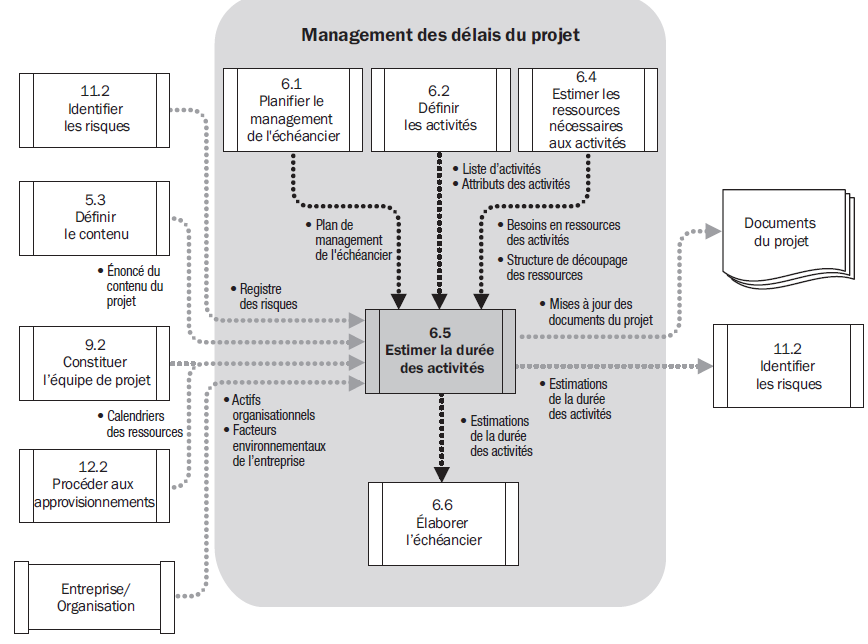 Management des délais du projet
11.2
Identifier
les risques
6.1
Planifier le
management
de l'échéancier
6.2
Définir
les activités
6.4
Estimer les
ressources
nécessaires
aux activités
• Liste d'activités
• Attributs des activités
5.3
Définir
le contenu
• Plan de
management
de l'échéancier
• Besoins en ressources
des activités
• Structure de découpage
des ressources
Documents
du projet
• Énoncé du
contenu du
projet
• Registre
des risques
• Mises à jour des
documents du projet
9.2
Constituer
l'équipe de projet
6.5
Estimer la durée
des activités
11.2
Identifier
les risques
• Calendriers
des ressources
• Actifs
organisationnels
• Facteurs
environnementaux
de l'entreprise
• Estimations
de la durée
des activités
• Estimations
de la durée
des activités
12.2
Procéder aux
approvisionnements
6.6
Élaborer
l'échéancier
Entreprise/
Organisation